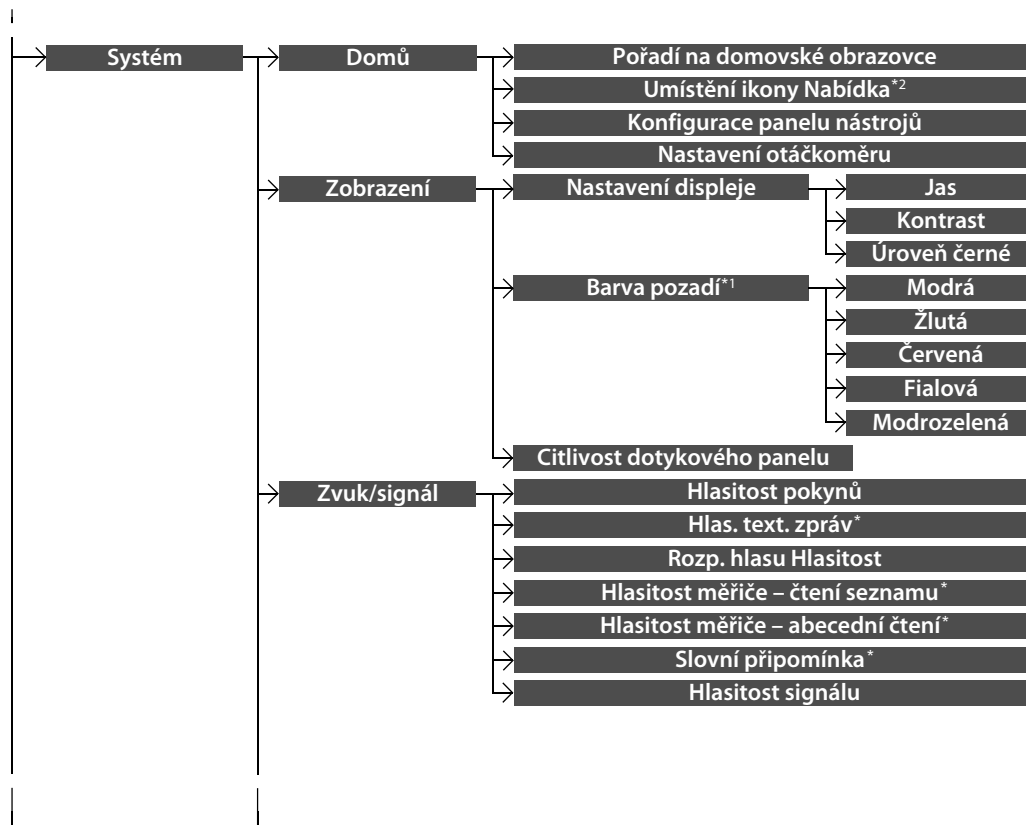 Systém
Domů
Pořadí na domovské obrazovce
Umístění ikony Nabídka*2
Konfigurace panelu nástrojů
Nastavení otáčkoměru
Zobrazení
Nastavení displeje
Jas
Kontrast
Úroveň černé
Barva pozadí*1
Modrá
Žlutá
Červená
Fialová
Modrozelená
Citlivost dotykového panelu
Zvuk/signál
Hlasitost pokynů
Hlas. text. zpráv*
Rozp. hlasu Hlasitost
Hlasitost měřiče – čtení seznamu*
Hlasitost měřiče – abecední čtení*
Slovní připomínka*
Hlasitost signálu